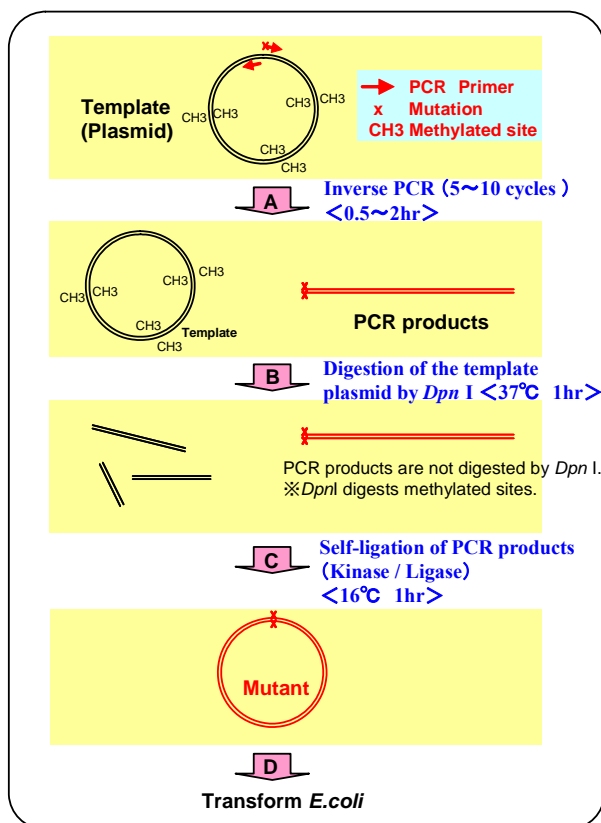 x
Template
(Plasmid)
CH3
CH3
CH3
CH3
CH3
CH3
PCR Primer
x Mutation
CH3 Methylated site
A
Inverse PCR (5～10 cycles )
＜0.5～2hr＞
CH3
CH3
CH3
CH3
CH3
CH3
Template
x
x
PCR products
B
Digestion of the template
plasmid by Dpn I ＜37℃ 1hr＞
x
x
PCR products are not digested by Dpn I.
※DpnI digests methylated sites.
C
Self-ligation of PCR products
(Kinase / Ligase)
＜16℃ 1hr＞
x
x
Mutant
D
Transform E.coli